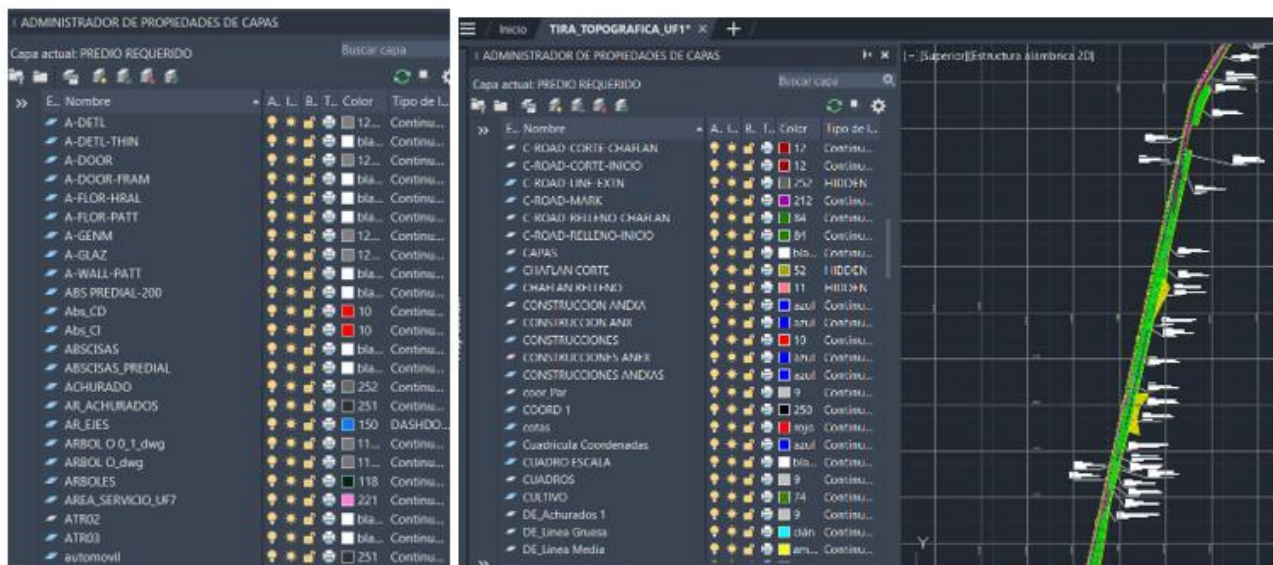 ADMINISTRADOR DE PROPIEDADES DE CAPAS
Capa actual: PREDIO REQUERIDO
Buscar capa
E.. Nombre A.. I.. B.. T.. Color Tipo de l...
A-DETL 12... Continu...
A-DETL-THIN bla... Continu...
A-DOOR 12... Continu...
A-DOOR-FRAM bla... Continu...
A-FLOR-HRAL bla... Continu...
A-FLOR-PATT bla... Continu...
A-GENM 12... Continu...
A-GLAZ 12... Continu...
A-WALL-PATT bla... Continu...
ABS PREDIAL-200 bla... Continu...
Abs_CD 10 Continu...
Abs_CI 10 Continu...
ABSCISAS bla... Continu...
ABSCISAS_PREDIAL bla... Continu...
ACHURADO 252 Continu...
AR_ACHURADOS 251 Continu...
AR_EJES 150 DASHDO...
ARBOL O 0_1_dwg 11... Continu...
ARBOL O_dwg 11... Continu...
ARBOLES 118 Continu...
AREA_SERVICIO_UF7 221 Continu...
ATR02 bla... Continu...
ATR03 bla... Continu...
automovil 251 Continu...
Inicio TIRA_TOPOGRAFICA_UF1*
ADMINISTRADOR DE PROPIEDADES DE CAPAS
Capa actual: PREDIO REQUERIDO
Buscar capa
E.. Nombre A.. I.. B.. T.. Color Tipo de l...
C-ROAD-CORTE-CHAFLAN 12 Continu...
C-ROAD-CORTE-INICIO 12 Continu...
C-ROAD-LINE-EXTN 252 HIDDEN
C-ROAD-MARK 212 Continu...
C-ROAD-RELLENO-CHAFLAN 84 Continu...
C-ROAD-RELLENO-INICIO 84 Continu...
CAPAS bla... Continu...
CHAFLAN CORTE 52 HIDDEN
CHAFLAN RELLENO 11 HIDDEN
CONSTRUCCION ANEXA azul Continu...
CONSTRUCCION ANX azul Continu...
CONSTRUCCIONES 10 Continu...
CONSTRUCCIONES ANEX azul Continu...
CONSTRUCCIONES ANEXAS azul Continu...
coor Par 9 Continu...
COORD 1 250 Continu...
cotas rojo Continu...
Cuadricula Coordenadas azul Continu...
CUADRO ESCALA bla... Continu...
CUADROS 9 Continu...
CULTIVO 74 Continu...
DE_Achurados 1 9 Continu...
DE_Linea Gruesa cián Continu...
DE_Linea Media am... Continu...
[-][Superior][Estructura alámbrica 2D]
Y